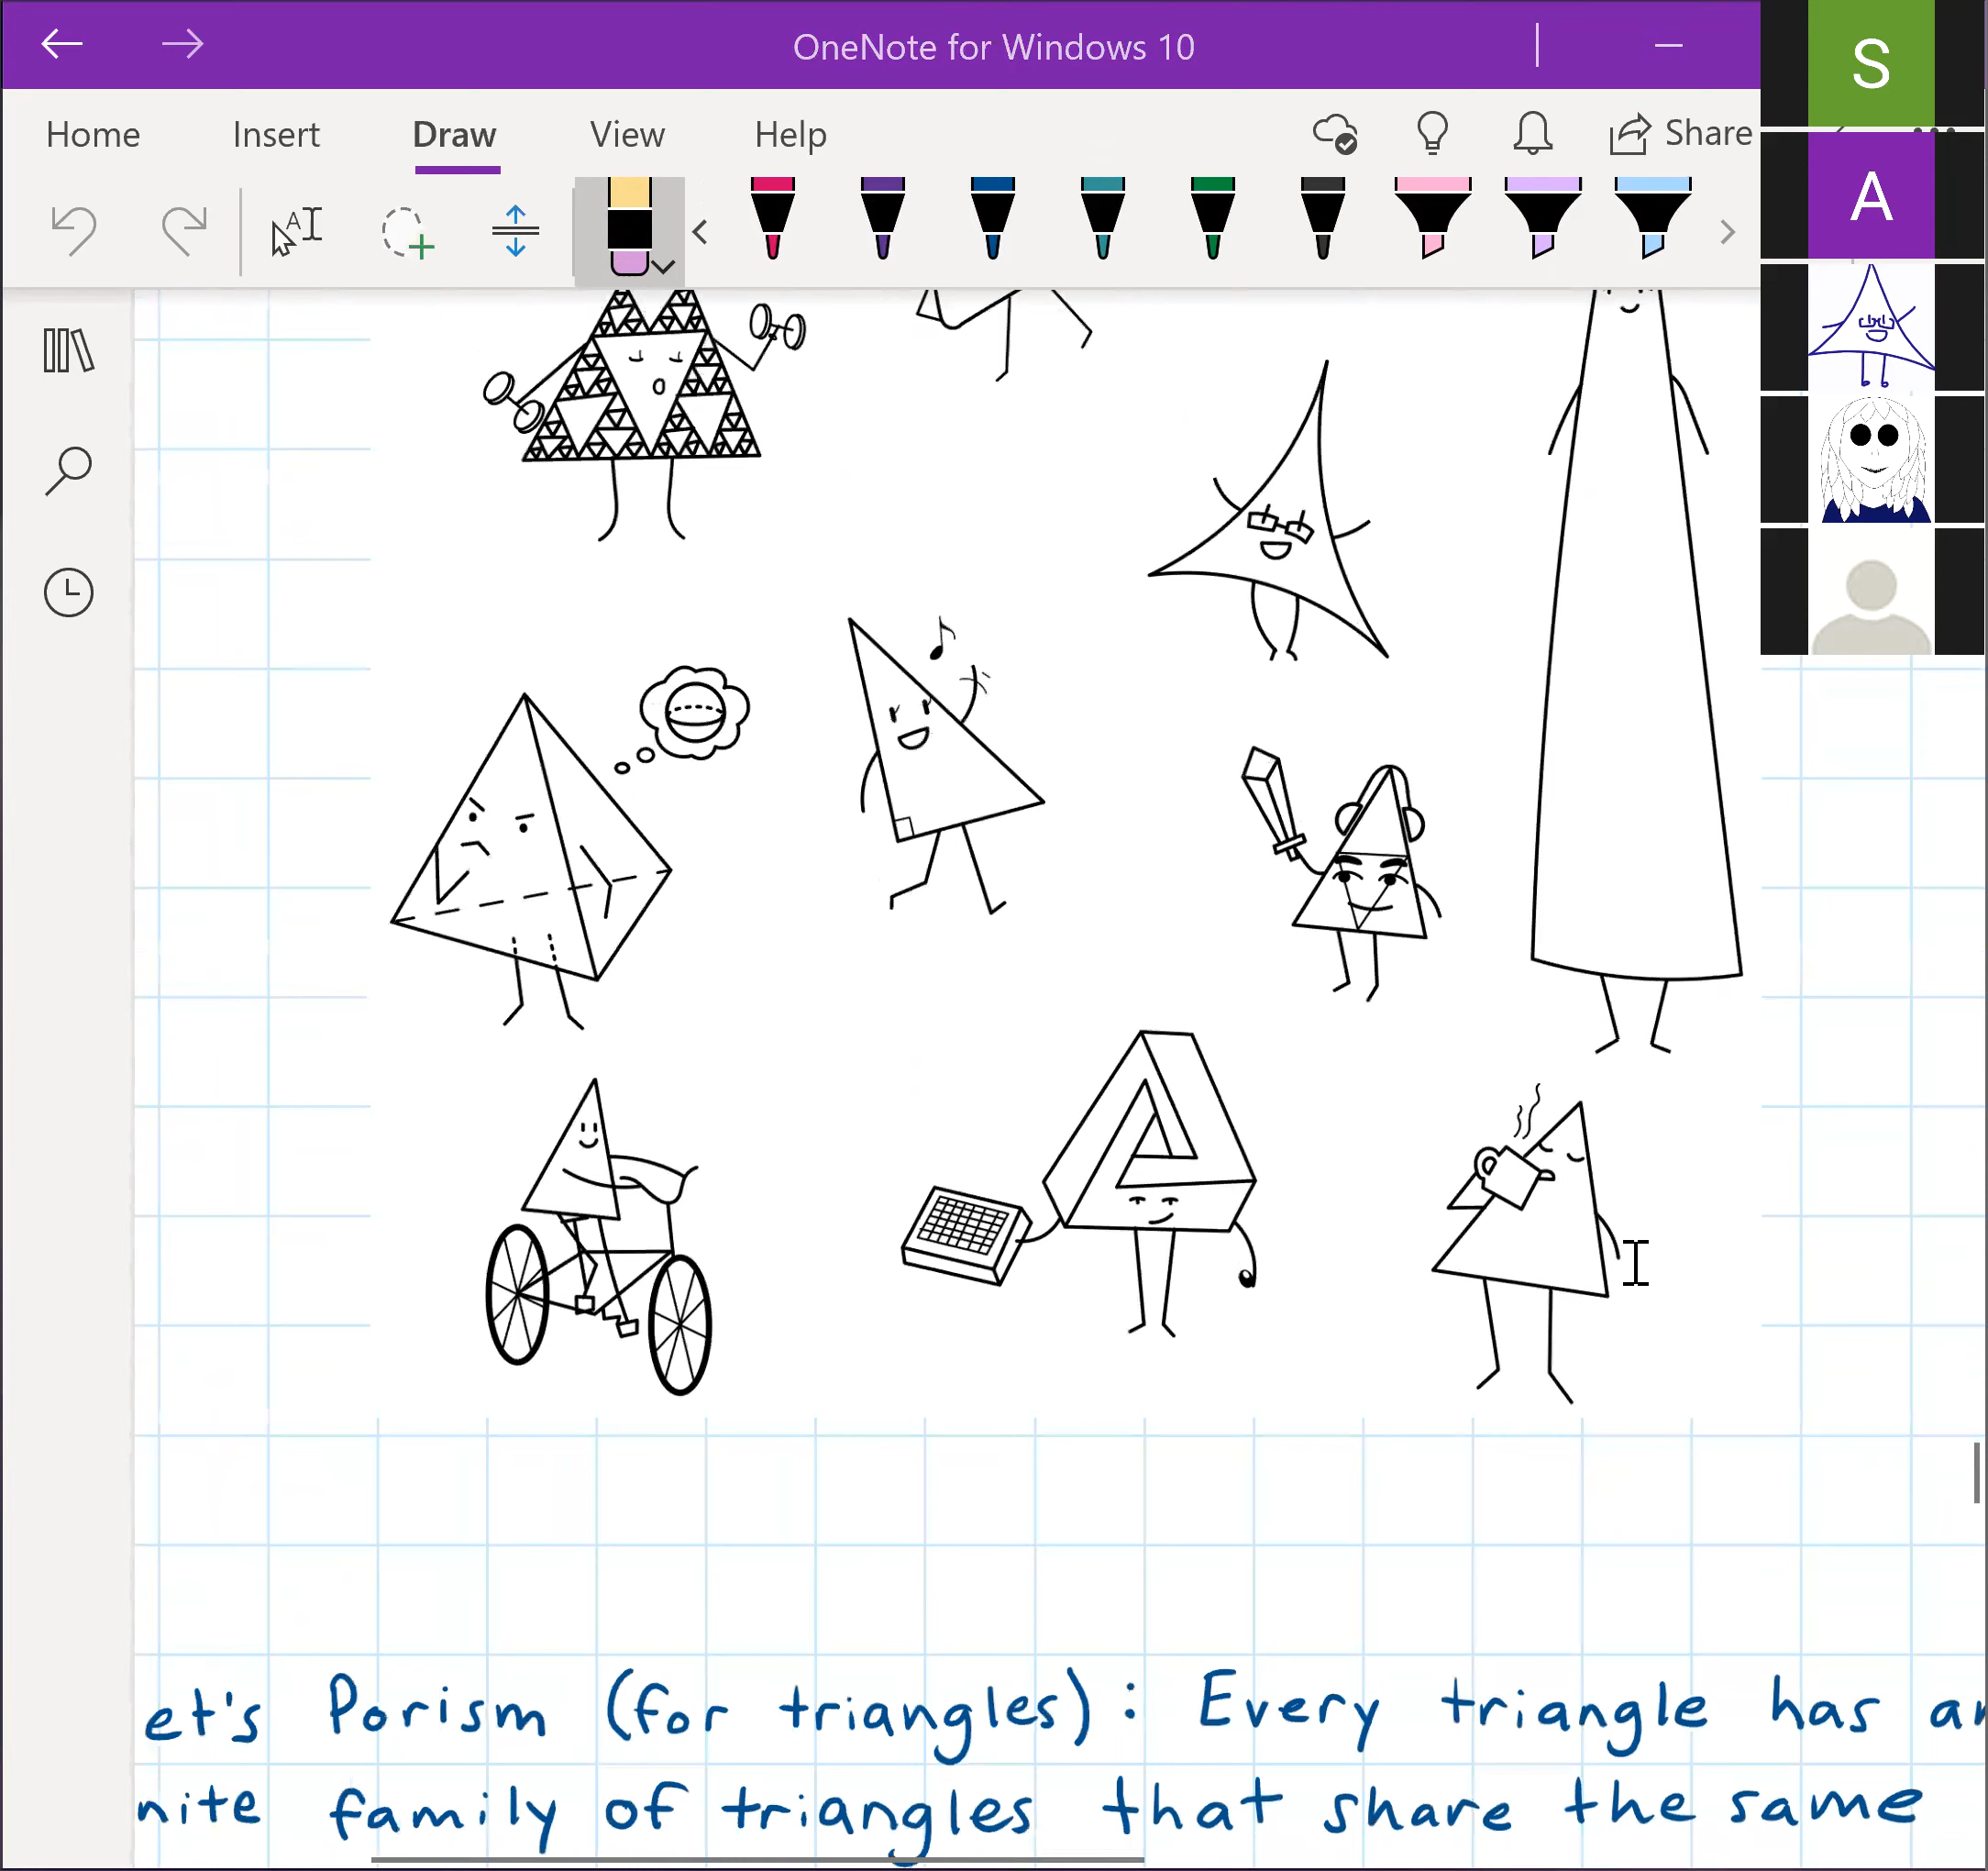 OneNote for Windows 10
S
Home Insert Draw View Help Share
A
et's Porism (for triangles): Every triangle has an
nite family of triangles that share the same